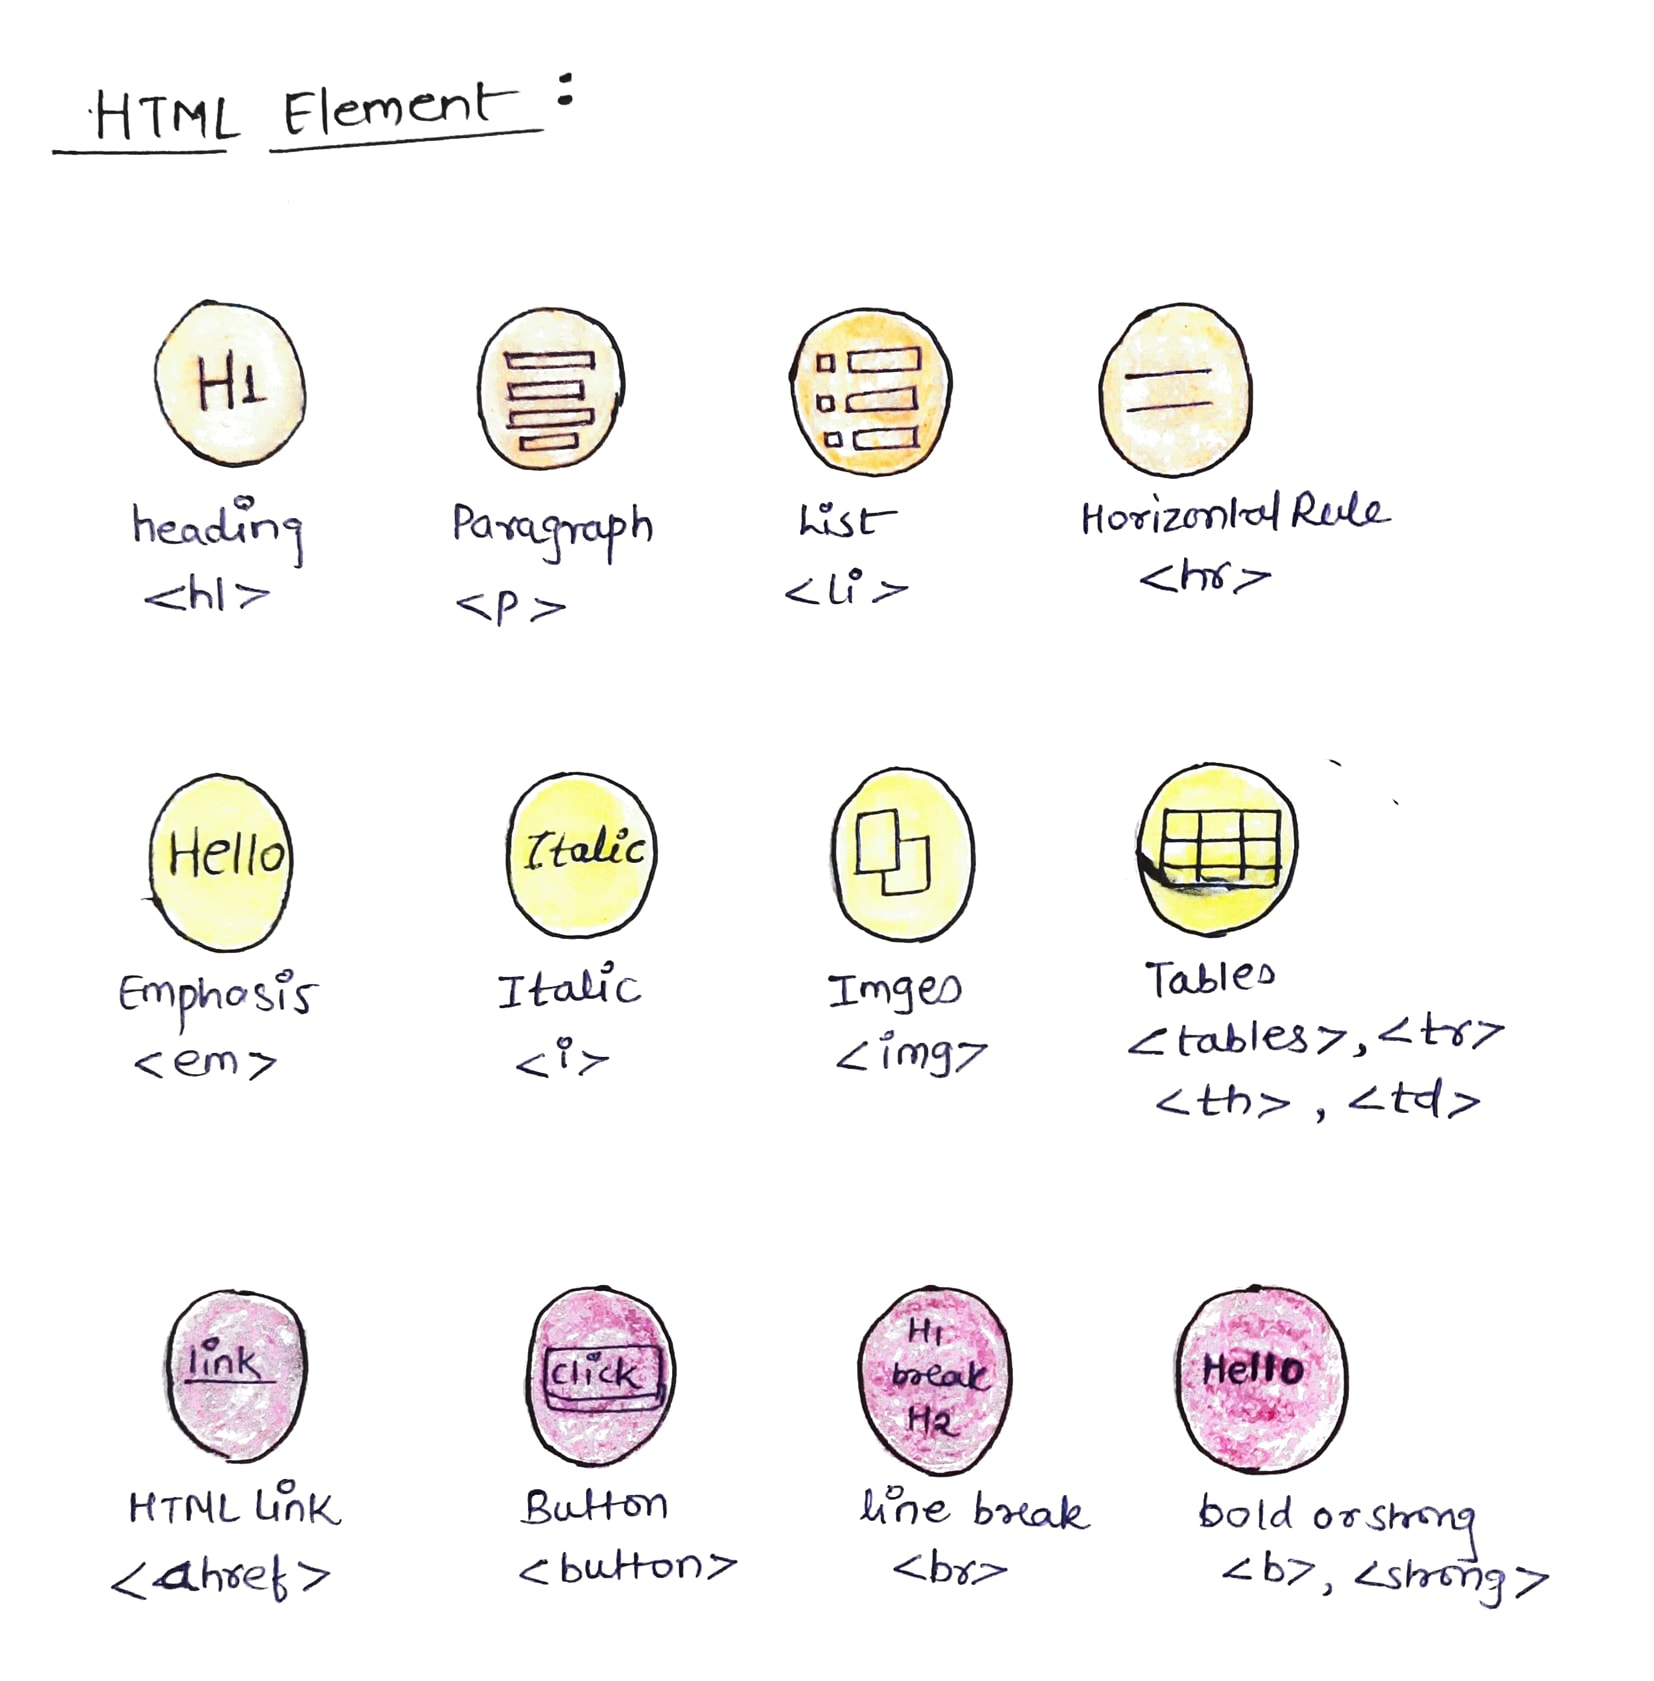 HTML Element :
H1
heading
<h1>
Paragraph
<p>
List
<li>
Horizontal Rule
<hr>
Hello
Emphasis
<em>
Italic
Italic
<i>
Imges
<img>
Tables
<tables>, <tr>
<th>, <td>
link
HTML link
<ahref>
click
Button
<button>
H1
break
H2
line break
<br>
Hello
bold or strong
<b>, <strong>